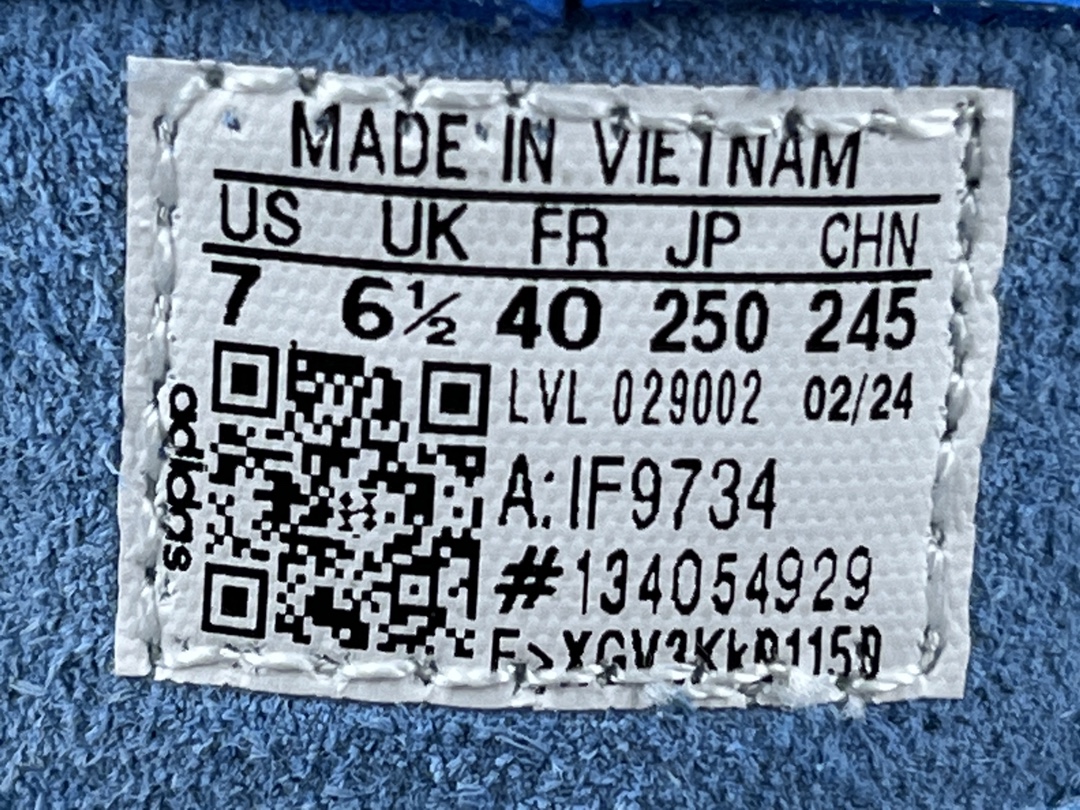 MADE IN VIETNAM
US UK FR JP CHN
7 6½ 40 250 245
LVL 029002 02/24
A: IF9734
#134054929
adidas